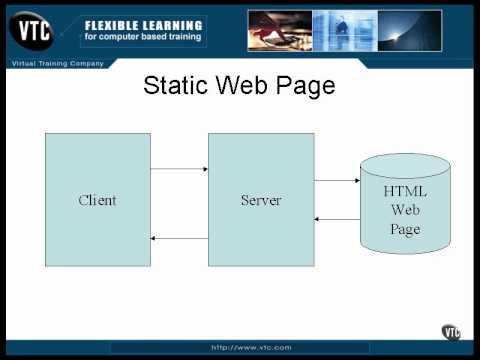 VTC
FLEXIBLE LEARNING
for computer based training
Virtual Training Company
Static Web Page
Client
Server
HTML
Web
Page
VTC
http://www.vtc.com